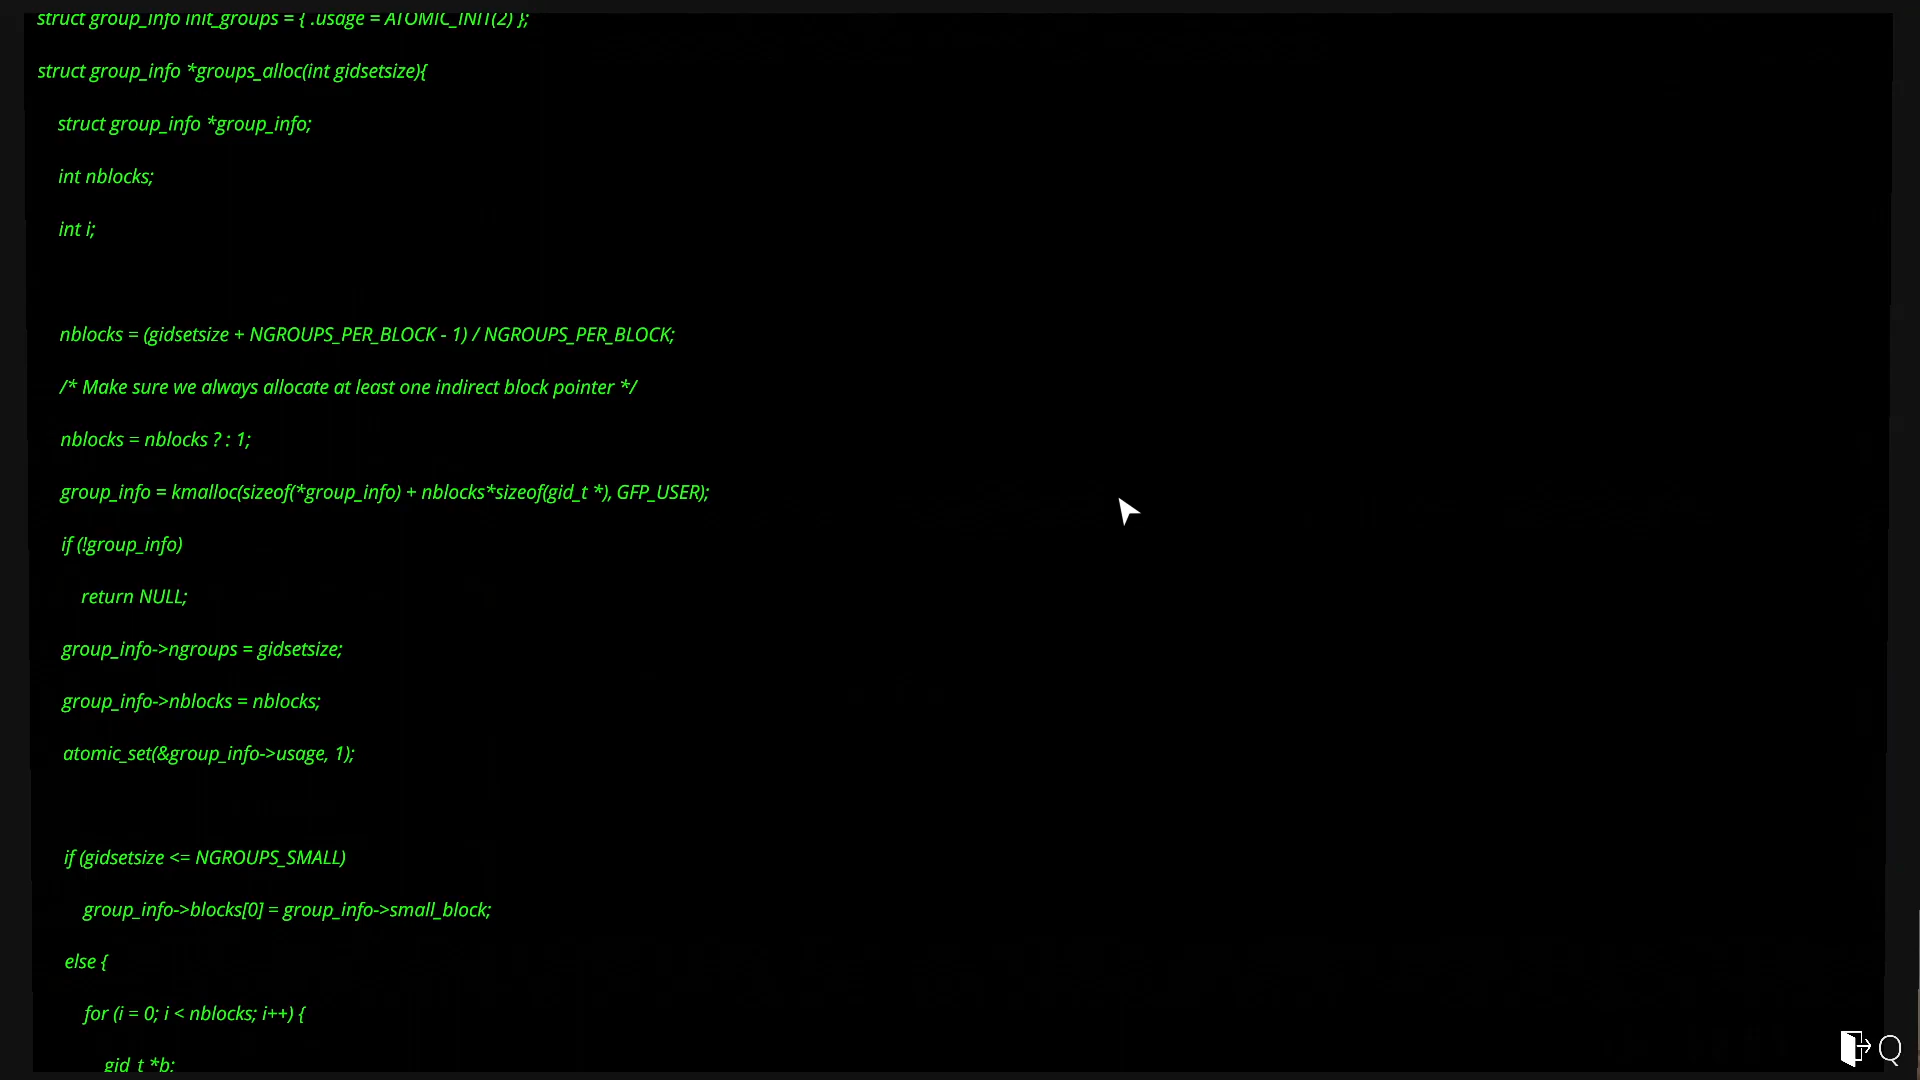 struct group_info init_groups = { .usage = ATOMIC_INIT(2) };
struct group_info *groups_alloc(int gidsetsize){
struct group_info *group_info;
int nblocks;
int i;
nblocks = (gidsetsize + NGROUPS_PER_BLOCK - 1) / NGROUPS_PER_BLOCK;
/* Make sure we always allocate at least one indirect block pointer */
nblocks = nblocks ? : 1;
group_info = kmalloc(sizeof(*group_info) + nblocks*sizeof(gid_t *), GFP_USER);
if (!group_info)
return NULL;
group_info->ngroups = gidsetsize;
group_info->nblocks = nblocks;
atomic_set(&group_info->usage, 1);
if (gidsetsize <= NGROUPS_SMALL)
group_info->blocks[0] = group_info->small_block;
else {
for (i = 0; i < nblocks; i++) {
gid_t *b;
Q